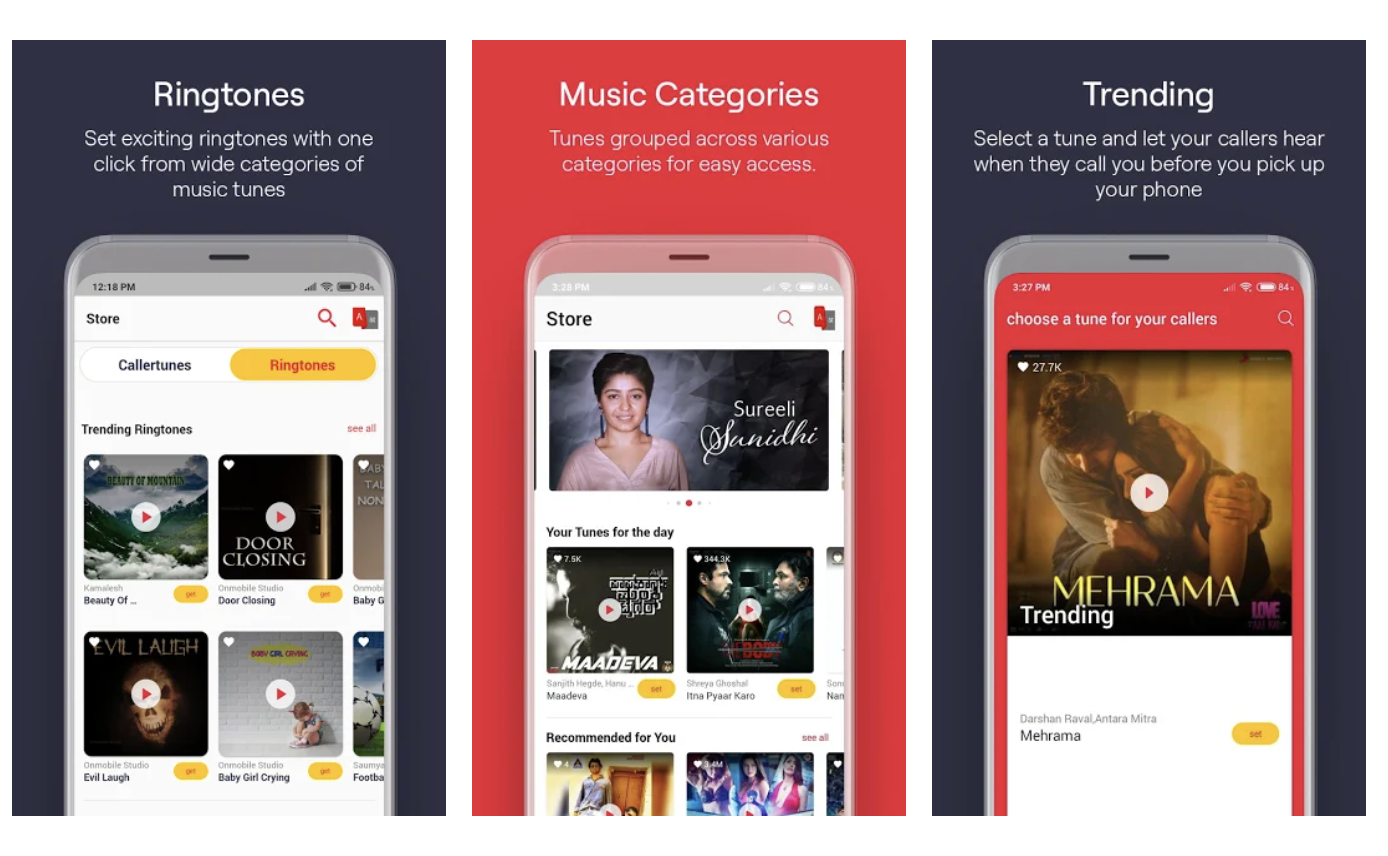 Ringtones
Set exciting ringtones with one
click from wide categories of
music tunes
12:18 PM
84%
Store
A
Callertunes
Ringtones
Trending Ringtones
see all
BEAUTY OF MOUNTAIN
DOOR
CLOSING
BABY
TAL
NON
Kamalesh
Beauty Of ...
get
Onmobile Studio
Door Closing
get
Onmobi
Baby G
EVIL LAUGH
BABY GIRL CRYING
Onmobile Studio
Evil Laugh
get
Onmobile Studio
Baby Girl Crying
get
Saumya
Footba
Music Categories
Tunes grouped across various
categories for easy access.
3:28 PM
84%
Store
A
Sureeli
Sunidhi
Your Tunes for the day
7.5K
MAADEVA
344.3K
Sanjith Hegde, Hanu ...
Maadeva
set
Shreya Ghoshal
Itna Pyaar Karo
set
Son
Nan
Recommended for You
see all
4
3.4M
Trending
Select a tune and let your callers hear
when they call you before you pick up
your phone
3:27 PM
84%
choose a tune for your callers
27.7K
MEHRAMA
LOVE
Trending
Darshan Raval,Antara Mitra
Mehrama
set